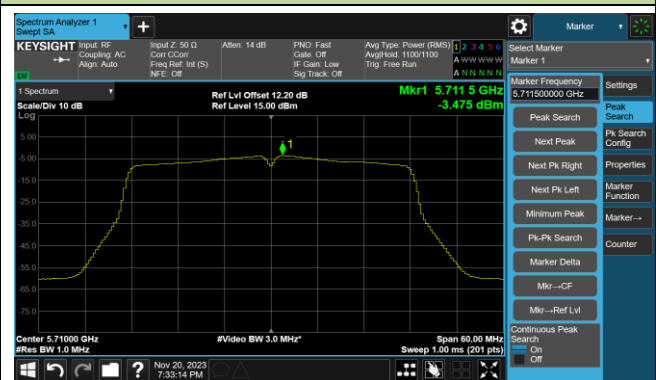 Spectrum Analyzer 1
Swept SA
Marker
KEYSIGHT
Input: RF
Coupling: AC
Align: Auto
Input Z: 50 Ω
Corr CCorr
Freq Ref: Int (S)
NFE: Off
Atten: 14 dB
PNO: Fast
Gate: Off
IF Gain: Low
Sig Track: Off
Avg Type: Power (RMS)
Avg|Hold: 1100/1100
Trig: Free Run
1 2 3 4 5 6
A W W W W W
A N N N N N
LXI
1 Spectrum
Scale/Div 10 dB
Ref Lvl Offset 12.20 dB
Ref Level 15.00 dBm
Mkr1 5.711 5 GHz
-3.475 dBm
Log
5.00
-5.00
-15.0
-25.0
-35.0
-45.0
-55.0
-65.0
-75.0
1
Center 5.71000 GHz
#Res BW 1.0 MHz
#Video BW 3.0 MHz*
Span 60.00 MHz
Sweep 1.00 ms (201 pts)
Select Marker
Marker 1
Marker Frequency
5.711500000 GHz
Peak Search
Next Peak
Next Pk Right
Next Pk Left
Minimum Peak
Pk-Pk Search
Marker Delta
Mkr→CF
Mkr→Ref Lvl
Continuous Peak
Search
On
Off
Settings
Peak
Search
Pk Search
Config
Properties
Marker
Function
Marker→
Counter
Nov 20, 2023
7:33:14 PM